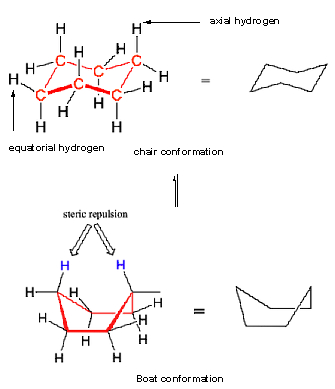 H H axial hydrogen
H
C C H
H C
H C =
C C
H H H
H H
equatorial hydrogen
chair conformation
steric repulsion
H H
H
H H H
H H =
H H
Boat conformation